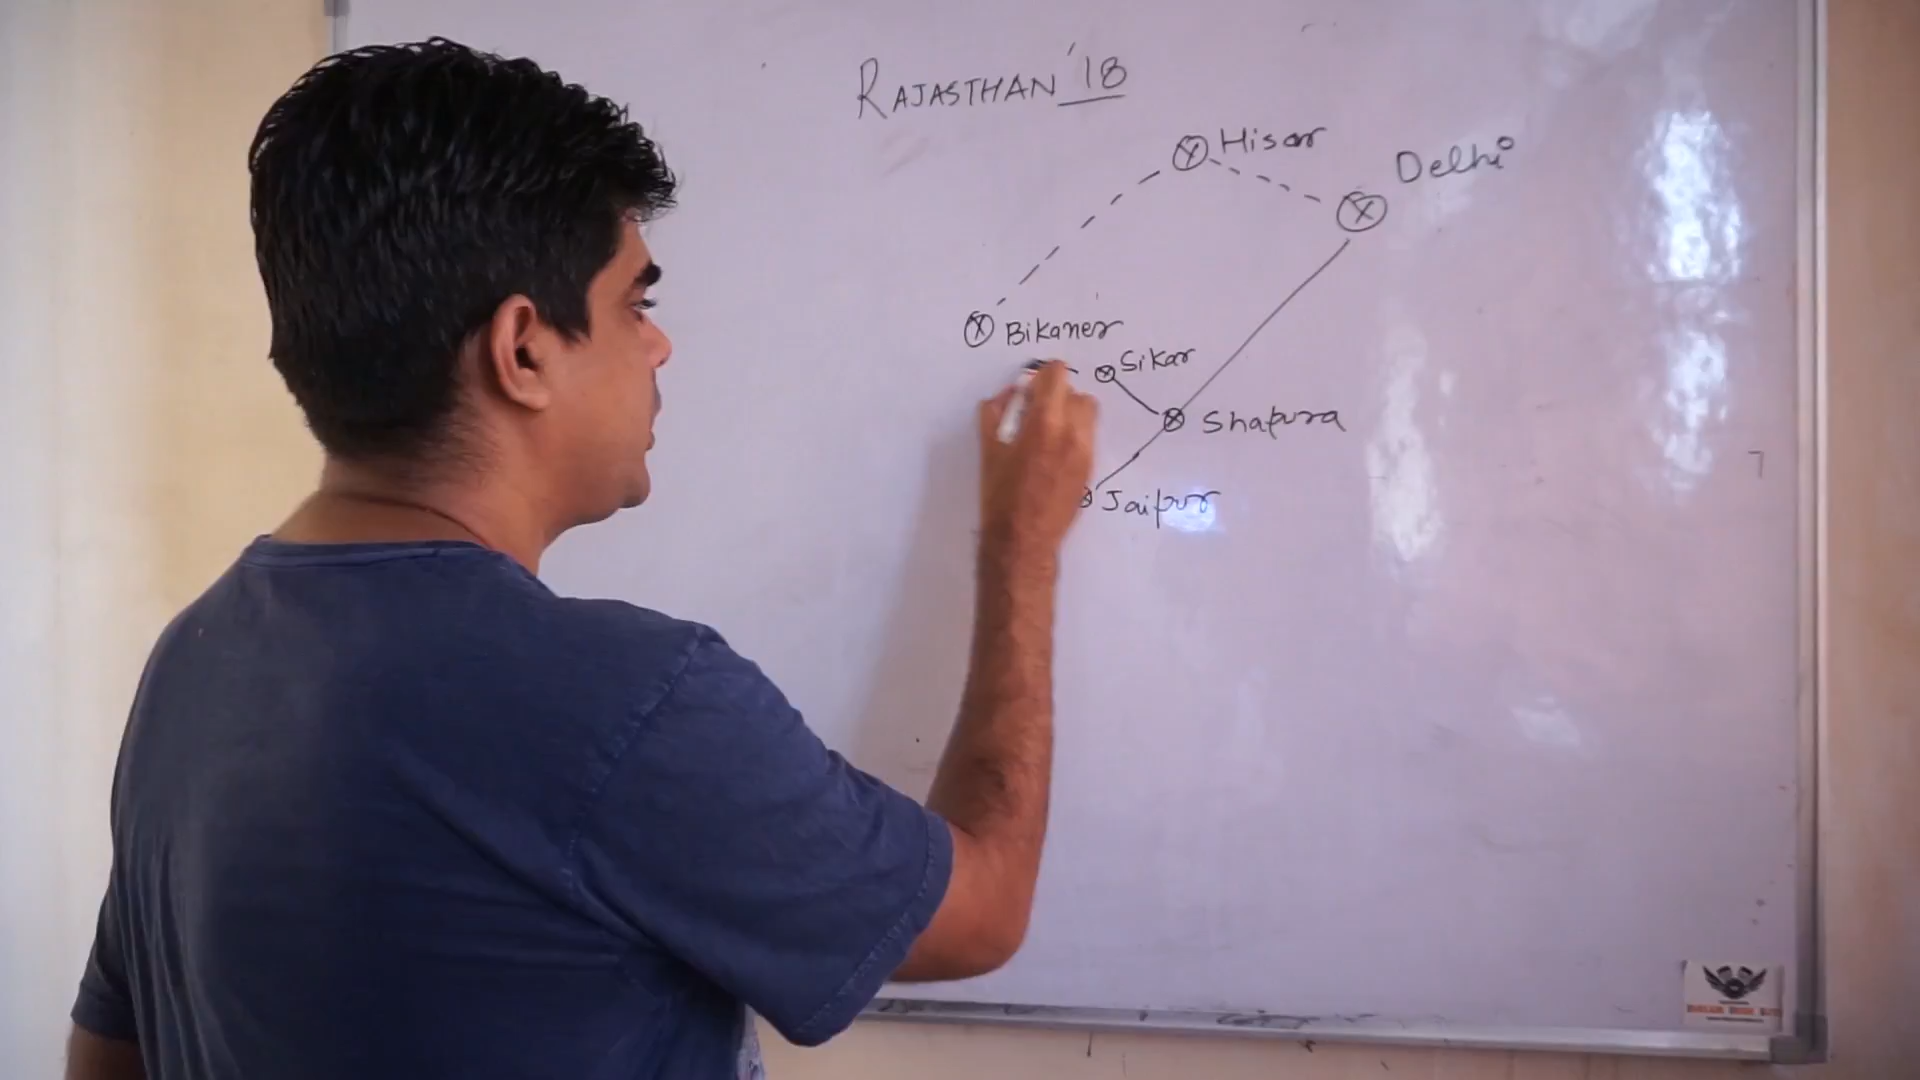 RAJASTHAN '18
Hisar
Delhi
Bikaner
Sikar
Shapura
Jaipur